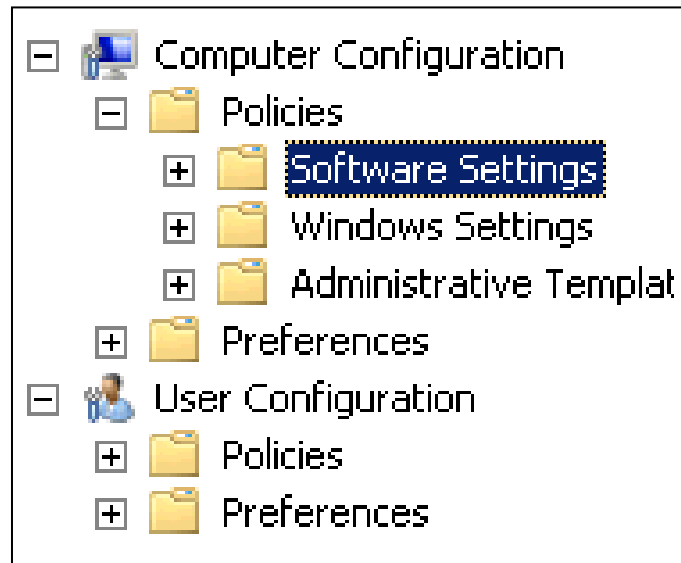 Computer Configuration
Policies
Software Settings
Windows Settings
Administrative Templat
Preferences
User Configuration
Policies
Preferences